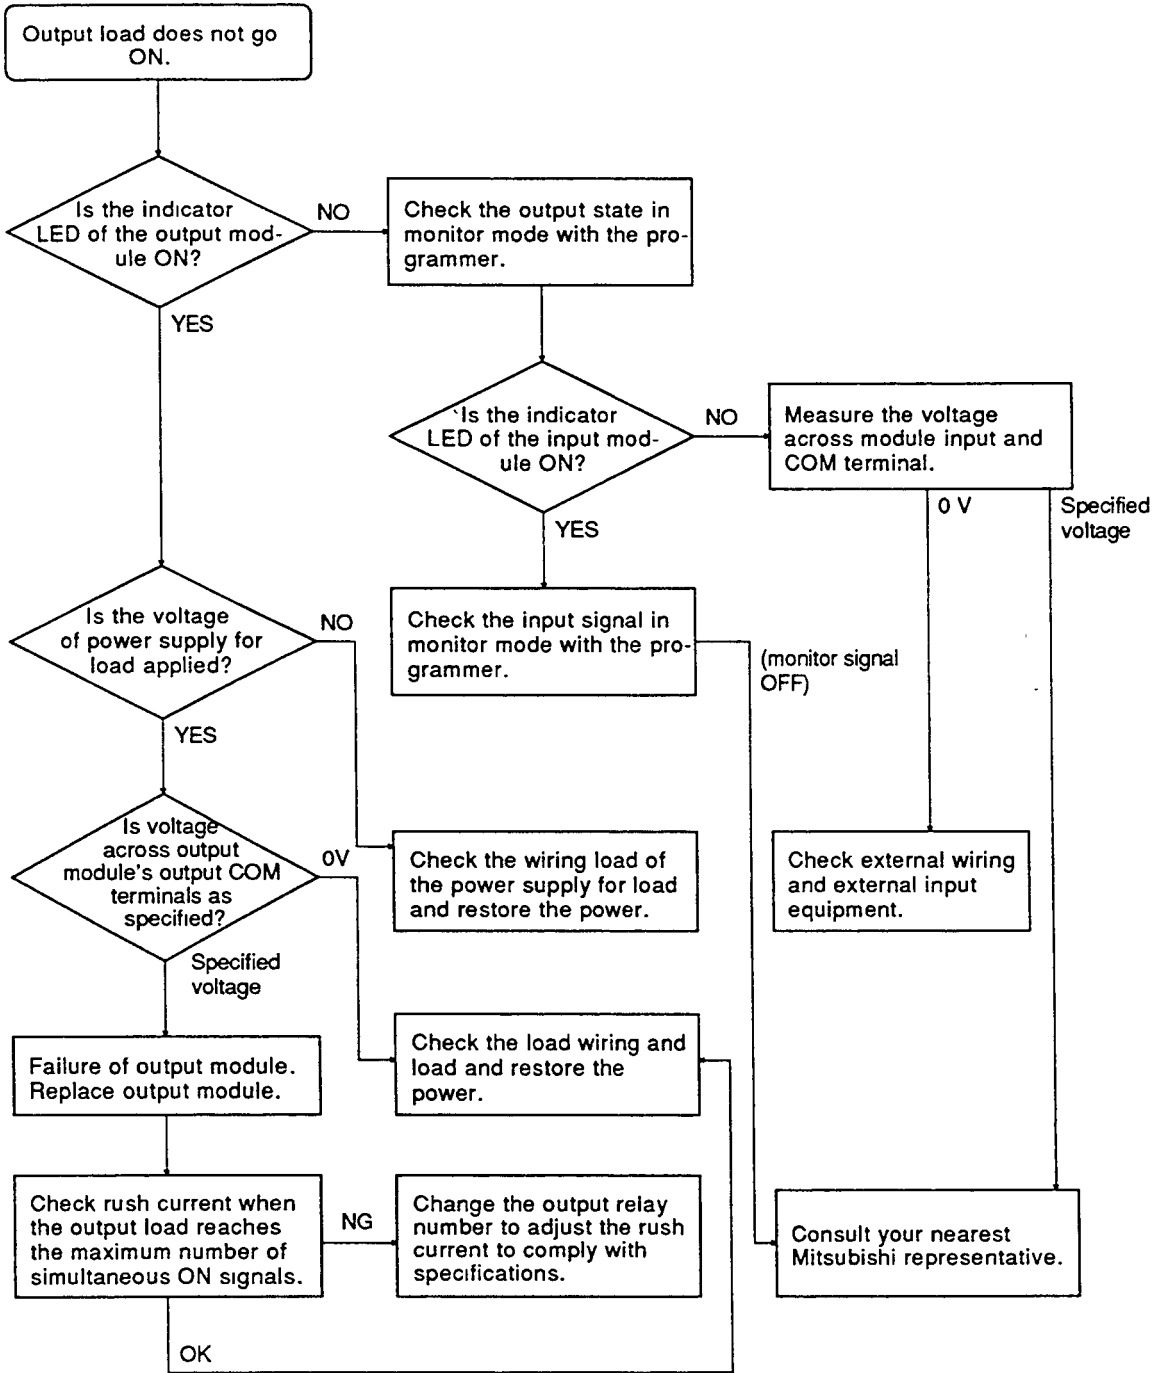 Output load does not go
ON.
Is the indicator
LED of the output mod-
ule ON?
NO
Check the output state in
monitor mode with the pro-
grammer.
YES
Is the indicator
LED of the input mod-
ule ON?
NO
Measure the voltage
across module input and
COM terminal.
0 V
Specified
voltage
YES
Is the voltage
of power supply for
load applied?
NO
Check the input signal in
monitor mode with the pro-
grammer.
(monitor signal
OFF)
YES
Is voltage
across output
module's output COM
terminals as
specified?
0V
Check the wiring load of
the power supply for load
and restore the power.
Check external wiring
and external input
equipment.
Specified
voltage
Failure of output module.
Replace output module.
Check the load wiring and
load and restore the
power.
Check rush current when
the output load reaches
the maximum number of
simultaneous ON signals.
NG
Change the output relay
number to adjust the rush
current to comply with
specifications.
Consult your nearest
Mitsubishi representative.
OK